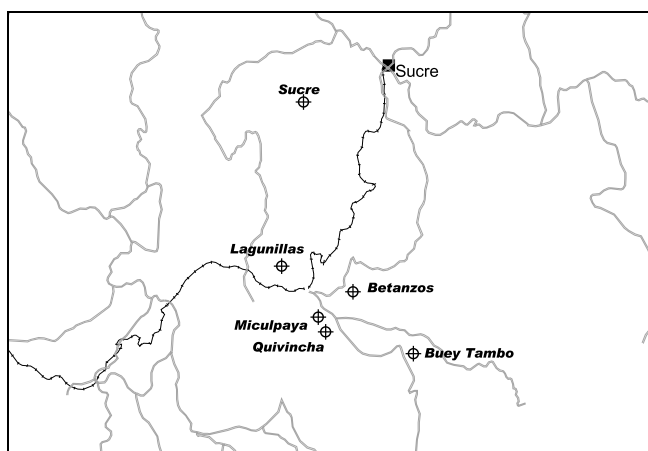 Sucre
Sucre
Lagunillas
Betanzos
Miculpaya
Quivincha
Buey Tambo